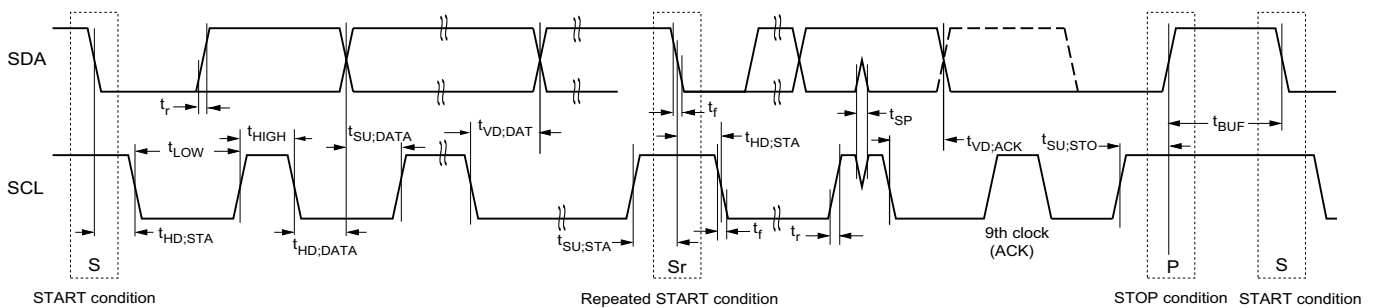 SDA
t_r
t_f
t_SP
t_HIGH
t_SU;DATA
t_VD;DAT
t_HD;STA
t_BUF
t_LOW
t_VD;ACK
t_SU;STO
SCL
t_HD;STA
t_HD;DATA
t_SU;STA
t_f
t_r
9th clock
(ACK)
S
Sr
P
S
START condition
Repeated START condition
STOP condition
START condition